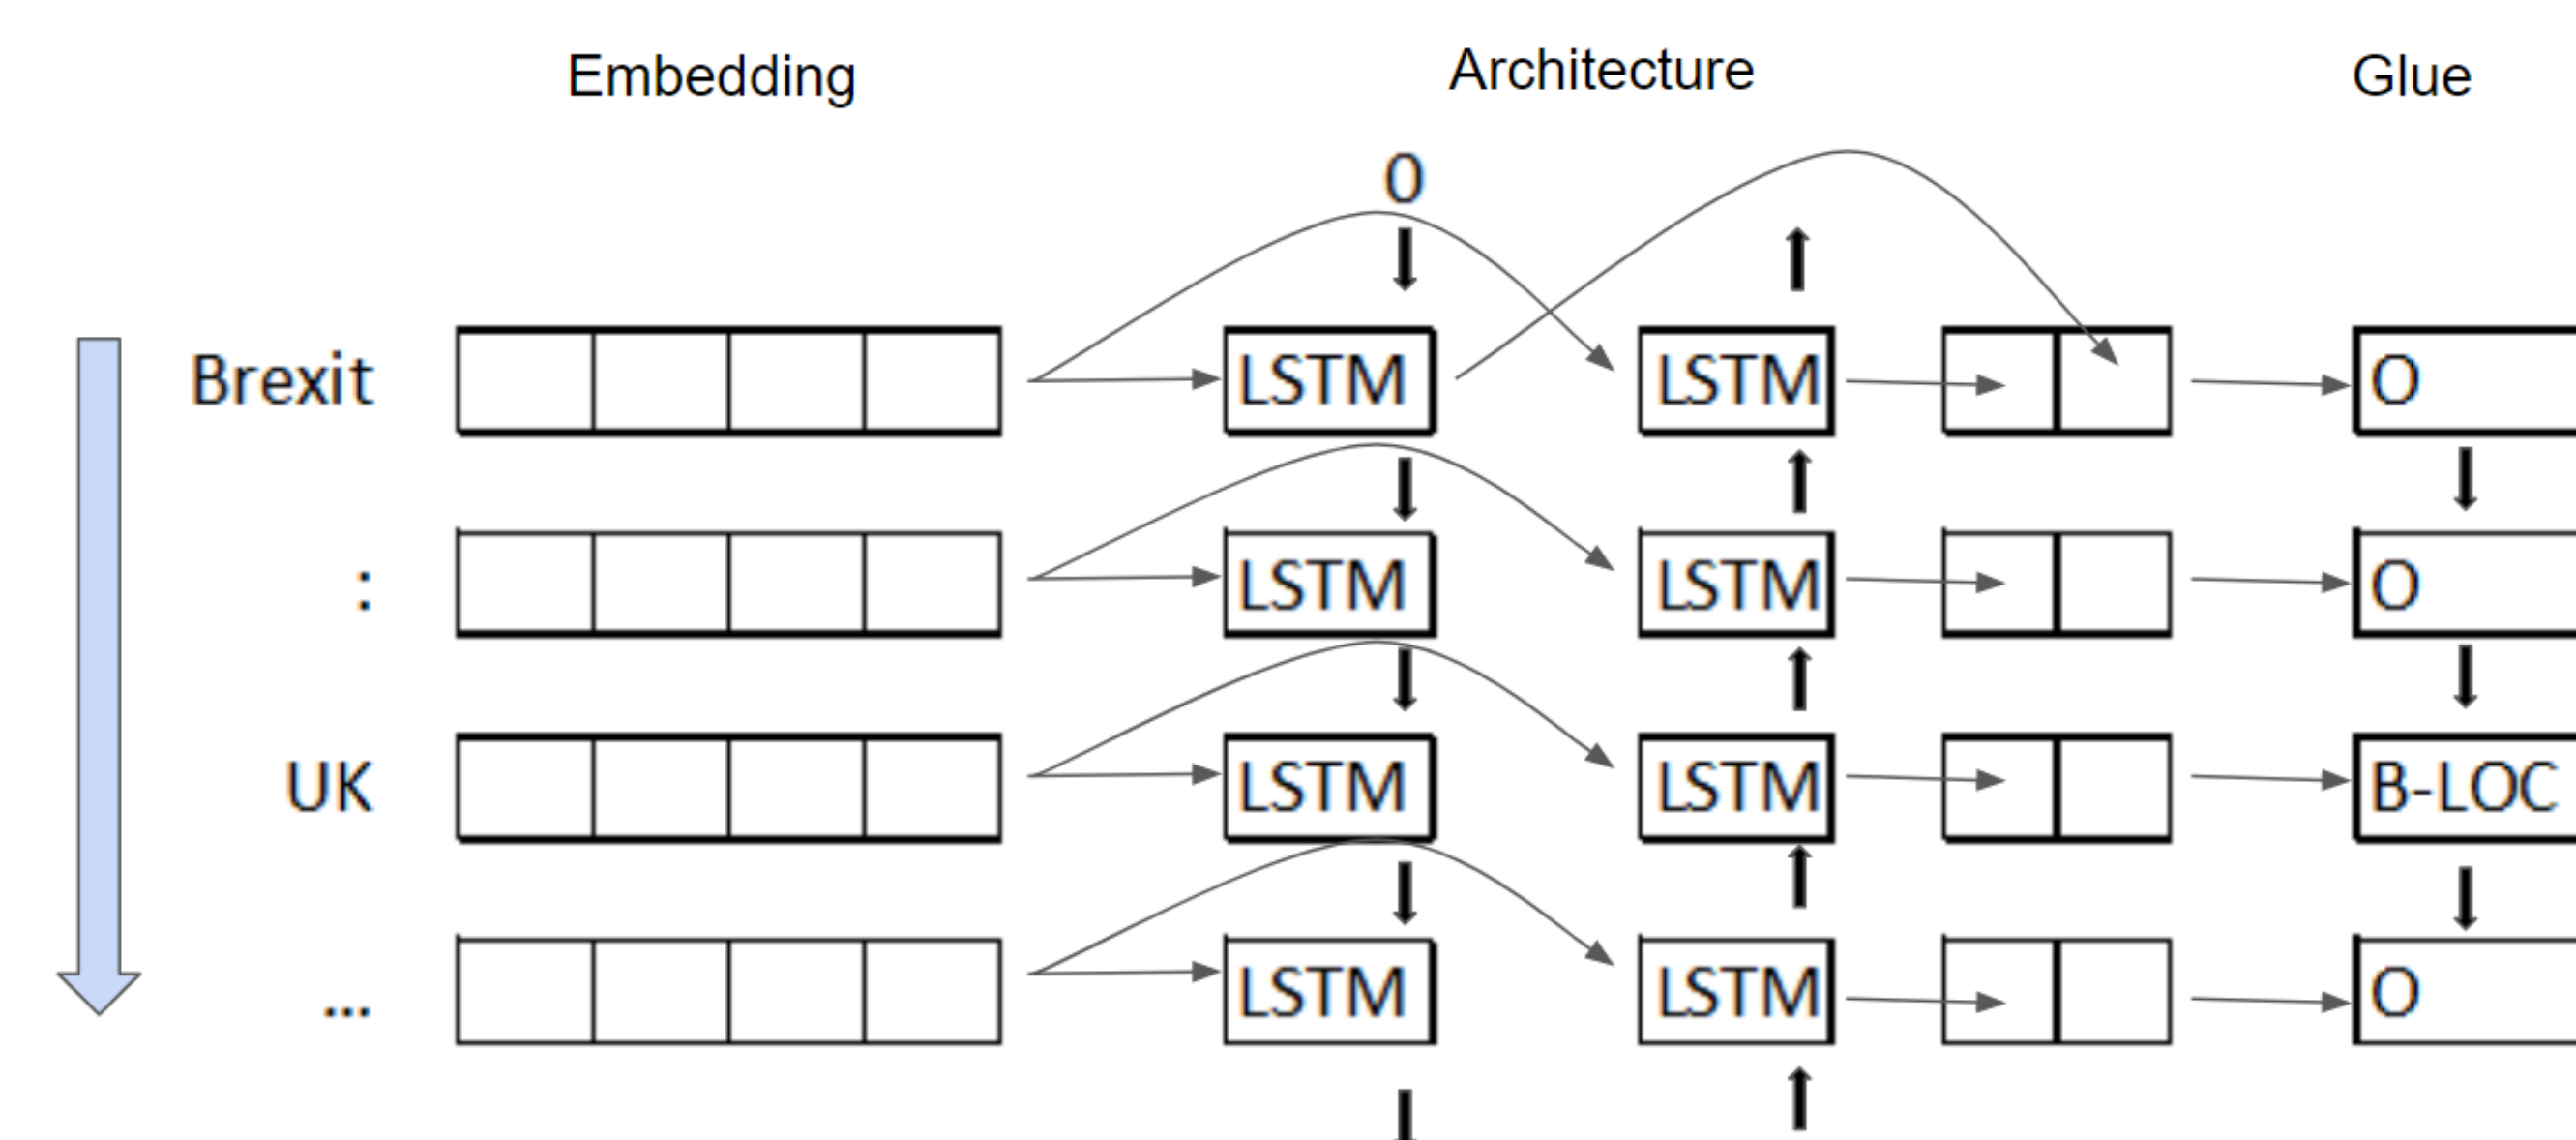 Embedding Architecture Glue
0
Brexit LSTM LSTM O
: LSTM LSTM O
UK LSTM LSTM B-LOC
... LSTM LSTM O